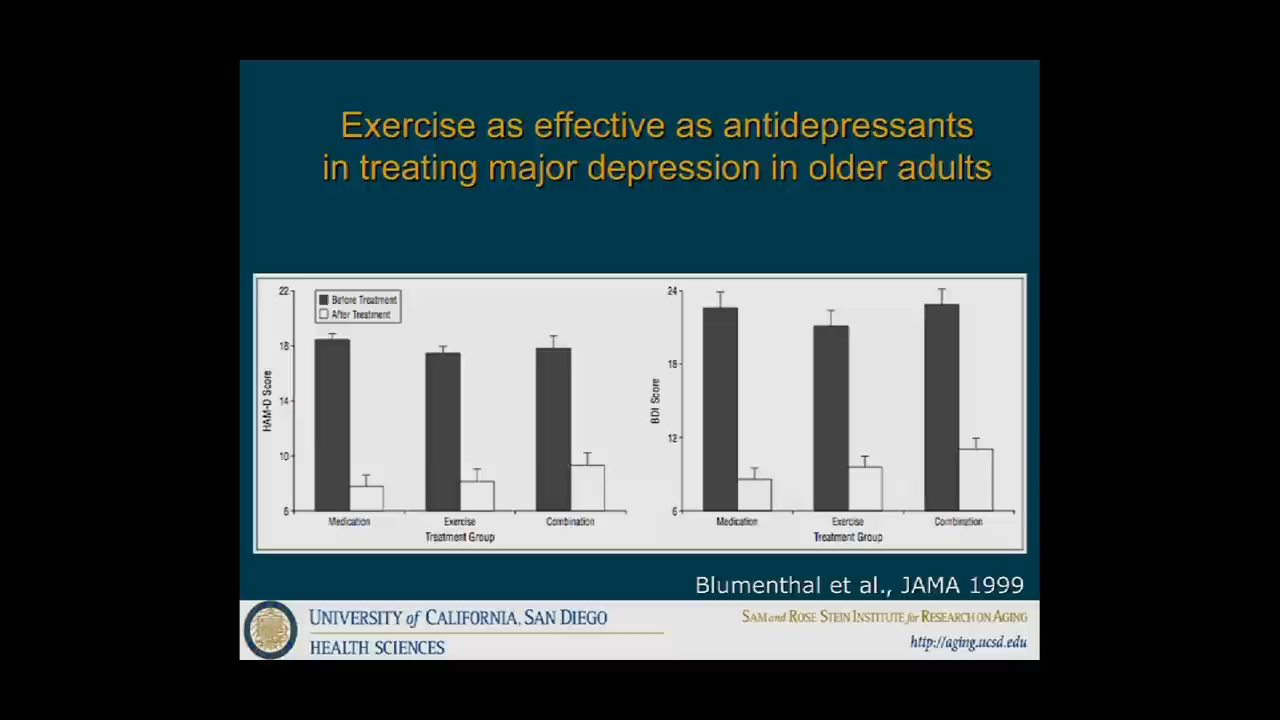 Exercise as effective as antidepressants
in treating major depression in older adults
22
18
14
10
6
HAM-D Score
Before Treatment
After Treatment
Medication
Exercise
Combination
Treatment Group
24
18
12
6
BDI Score
Medication
Exercise
Combination
Treatment Group
Blumenthal et al., JAMA 1999
UNIVERSITY of CALIFORNIA, SAN DIEGO
HEALTH SCIENCES
SAM and ROSE STEIN INSTITUTE for RESEARCH ON AGING
http://aging.ucsd.edu